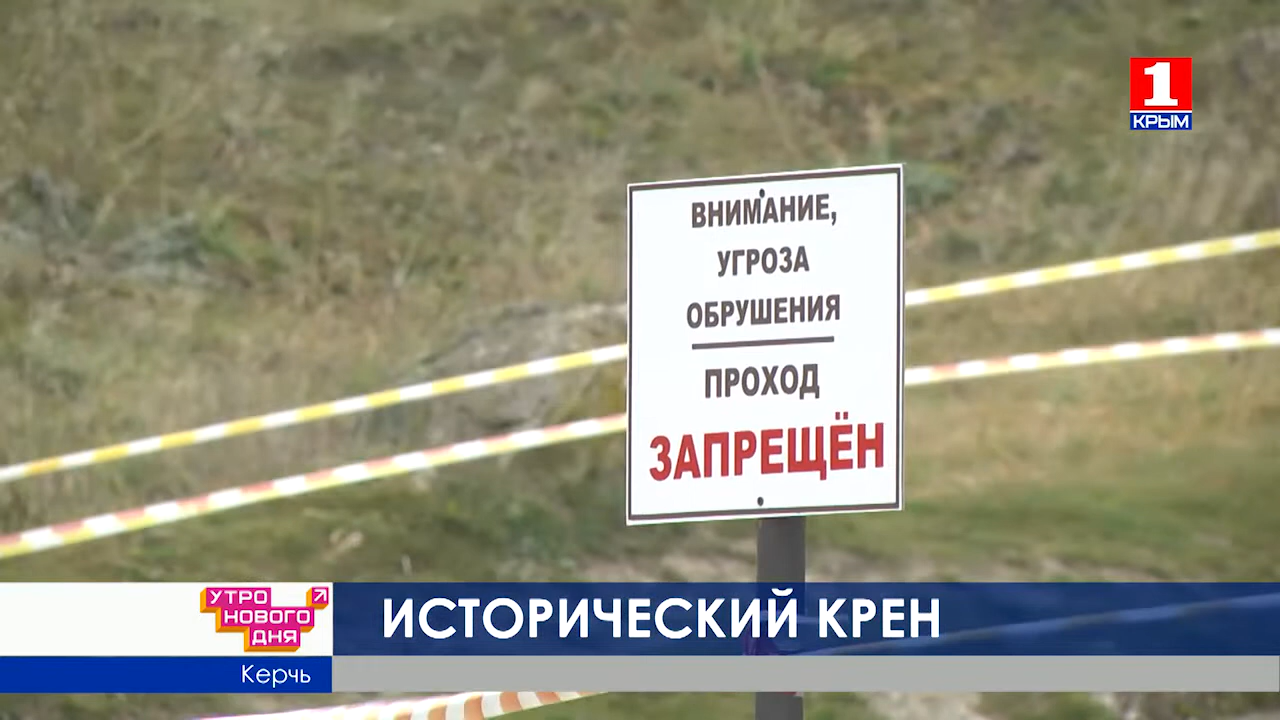 1
КРЫМ
ВНИМАНИЕ,
УГРОЗА
ОБРУШЕНИЯ
ПРОХОД
ЗАПРЕЩЁН
УТРО
НОВОГО
ДНЯ
ИСТОРИЧЕСКИЙ КРЕН
Керчь